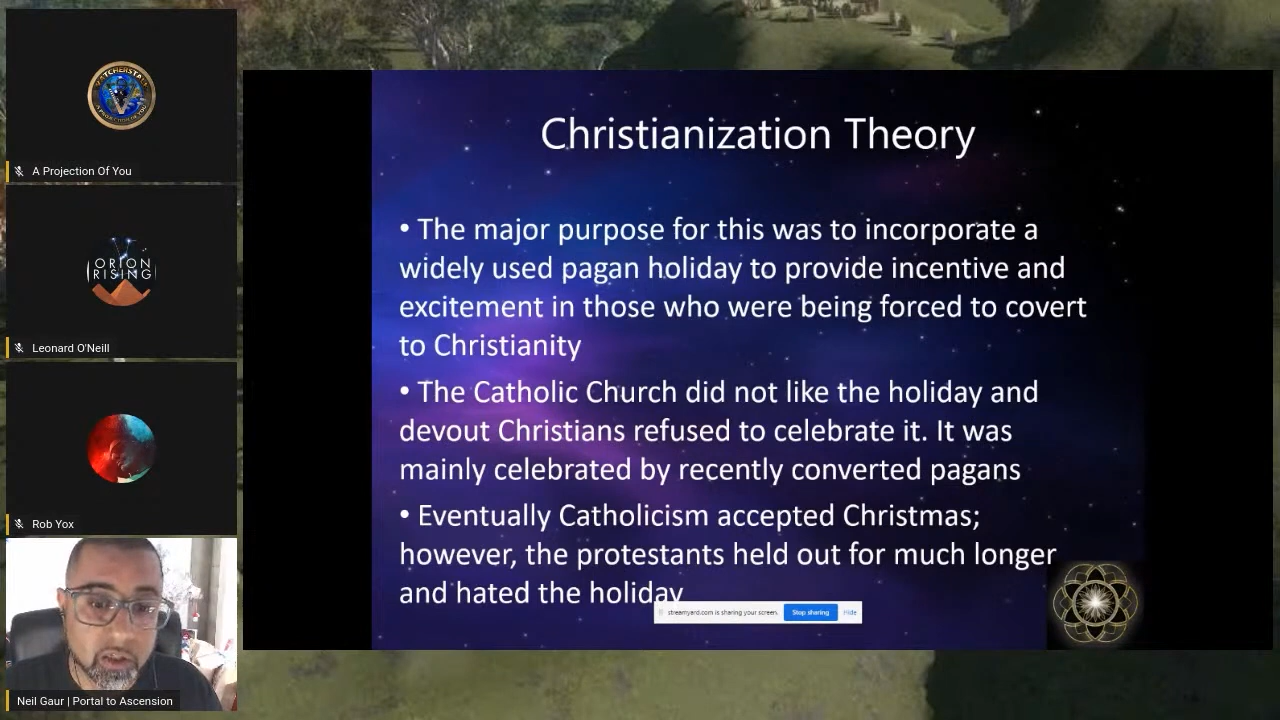 A Projection Of You
ORION
RISING
Leonard O'Neill
Rob Yox
Neil Gaur | Portal to Ascension
Christianization Theory
• The major purpose for this was to incorporate a
widely used pagan holiday to provide incentive and
excitement in those who were being forced to covert
to Christianity
• The Catholic Church did not like the holiday and
devout Christians refused to celebrate it. It was
mainly celebrated by recently converted pagans
• Eventually Catholicism accepted Christmas;
however, the protestants held out for much longer
and hated the holiday
streamyard.com is sharing your screen. Stop sharing Hide